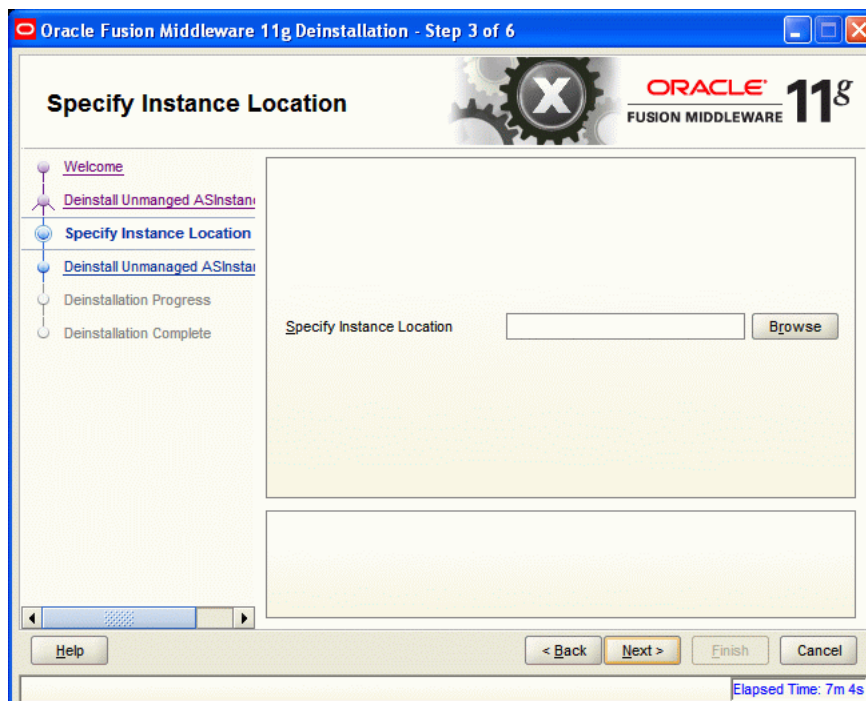 Oracle Fusion Middleware 11g Deinstallation - Step 3 of 6
Specify Instance Location
X
ORACLE
FUSION MIDDLEWARE
11g
Welcome
Deinstall Unmanged ASInstan
Specify Instance Location
Deinstall Unmanaged ASInstan
Deinstallation Progress
Deinstallation Complete
Specify Instance Location
Browse
Help
< Back
Next >
Finish
Cancel
Elapsed Time: 7m 4s